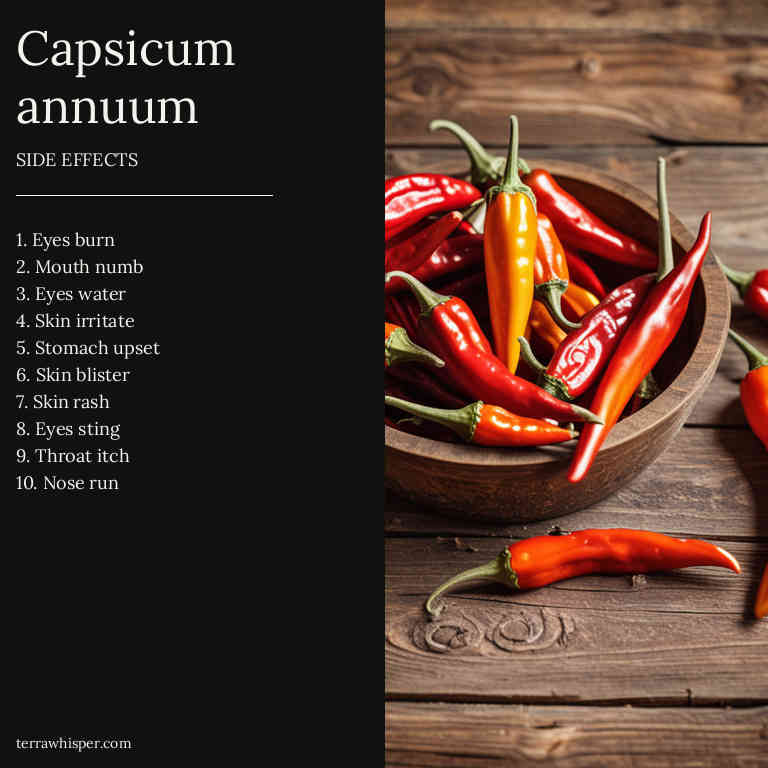 Capsicum
annuum
SIDE EFFECTS
1. Eyes burn
2. Mouth numb
3. Eyes water
4. Skin irritate
5. Stomach upset
6. Skin blister
7. Skin rash
8. Eyes sting
9. Throat itch
10. Nose run
terrawhisper.com